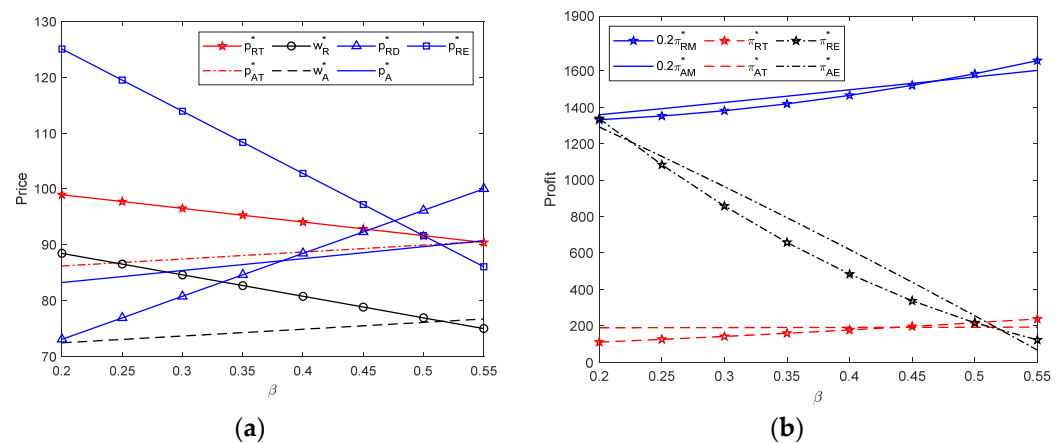 130
120
110
100
90
80
70
Price
p*RT w*R p*RD p*RE
p*AT w*A p*A
0.2 0.25 0.3 0.35 0.4 0.45 0.5 0.55
β
(a)
1900
1800
1600
1400
1200
1000
800
600
400
200
0
Profit
0.2π*RM π*RT π*RE
0.2π*AM π*AT π*AE
0.2 0.25 0.3 0.35 0.4 0.45 0.5 0.55
β
(b)